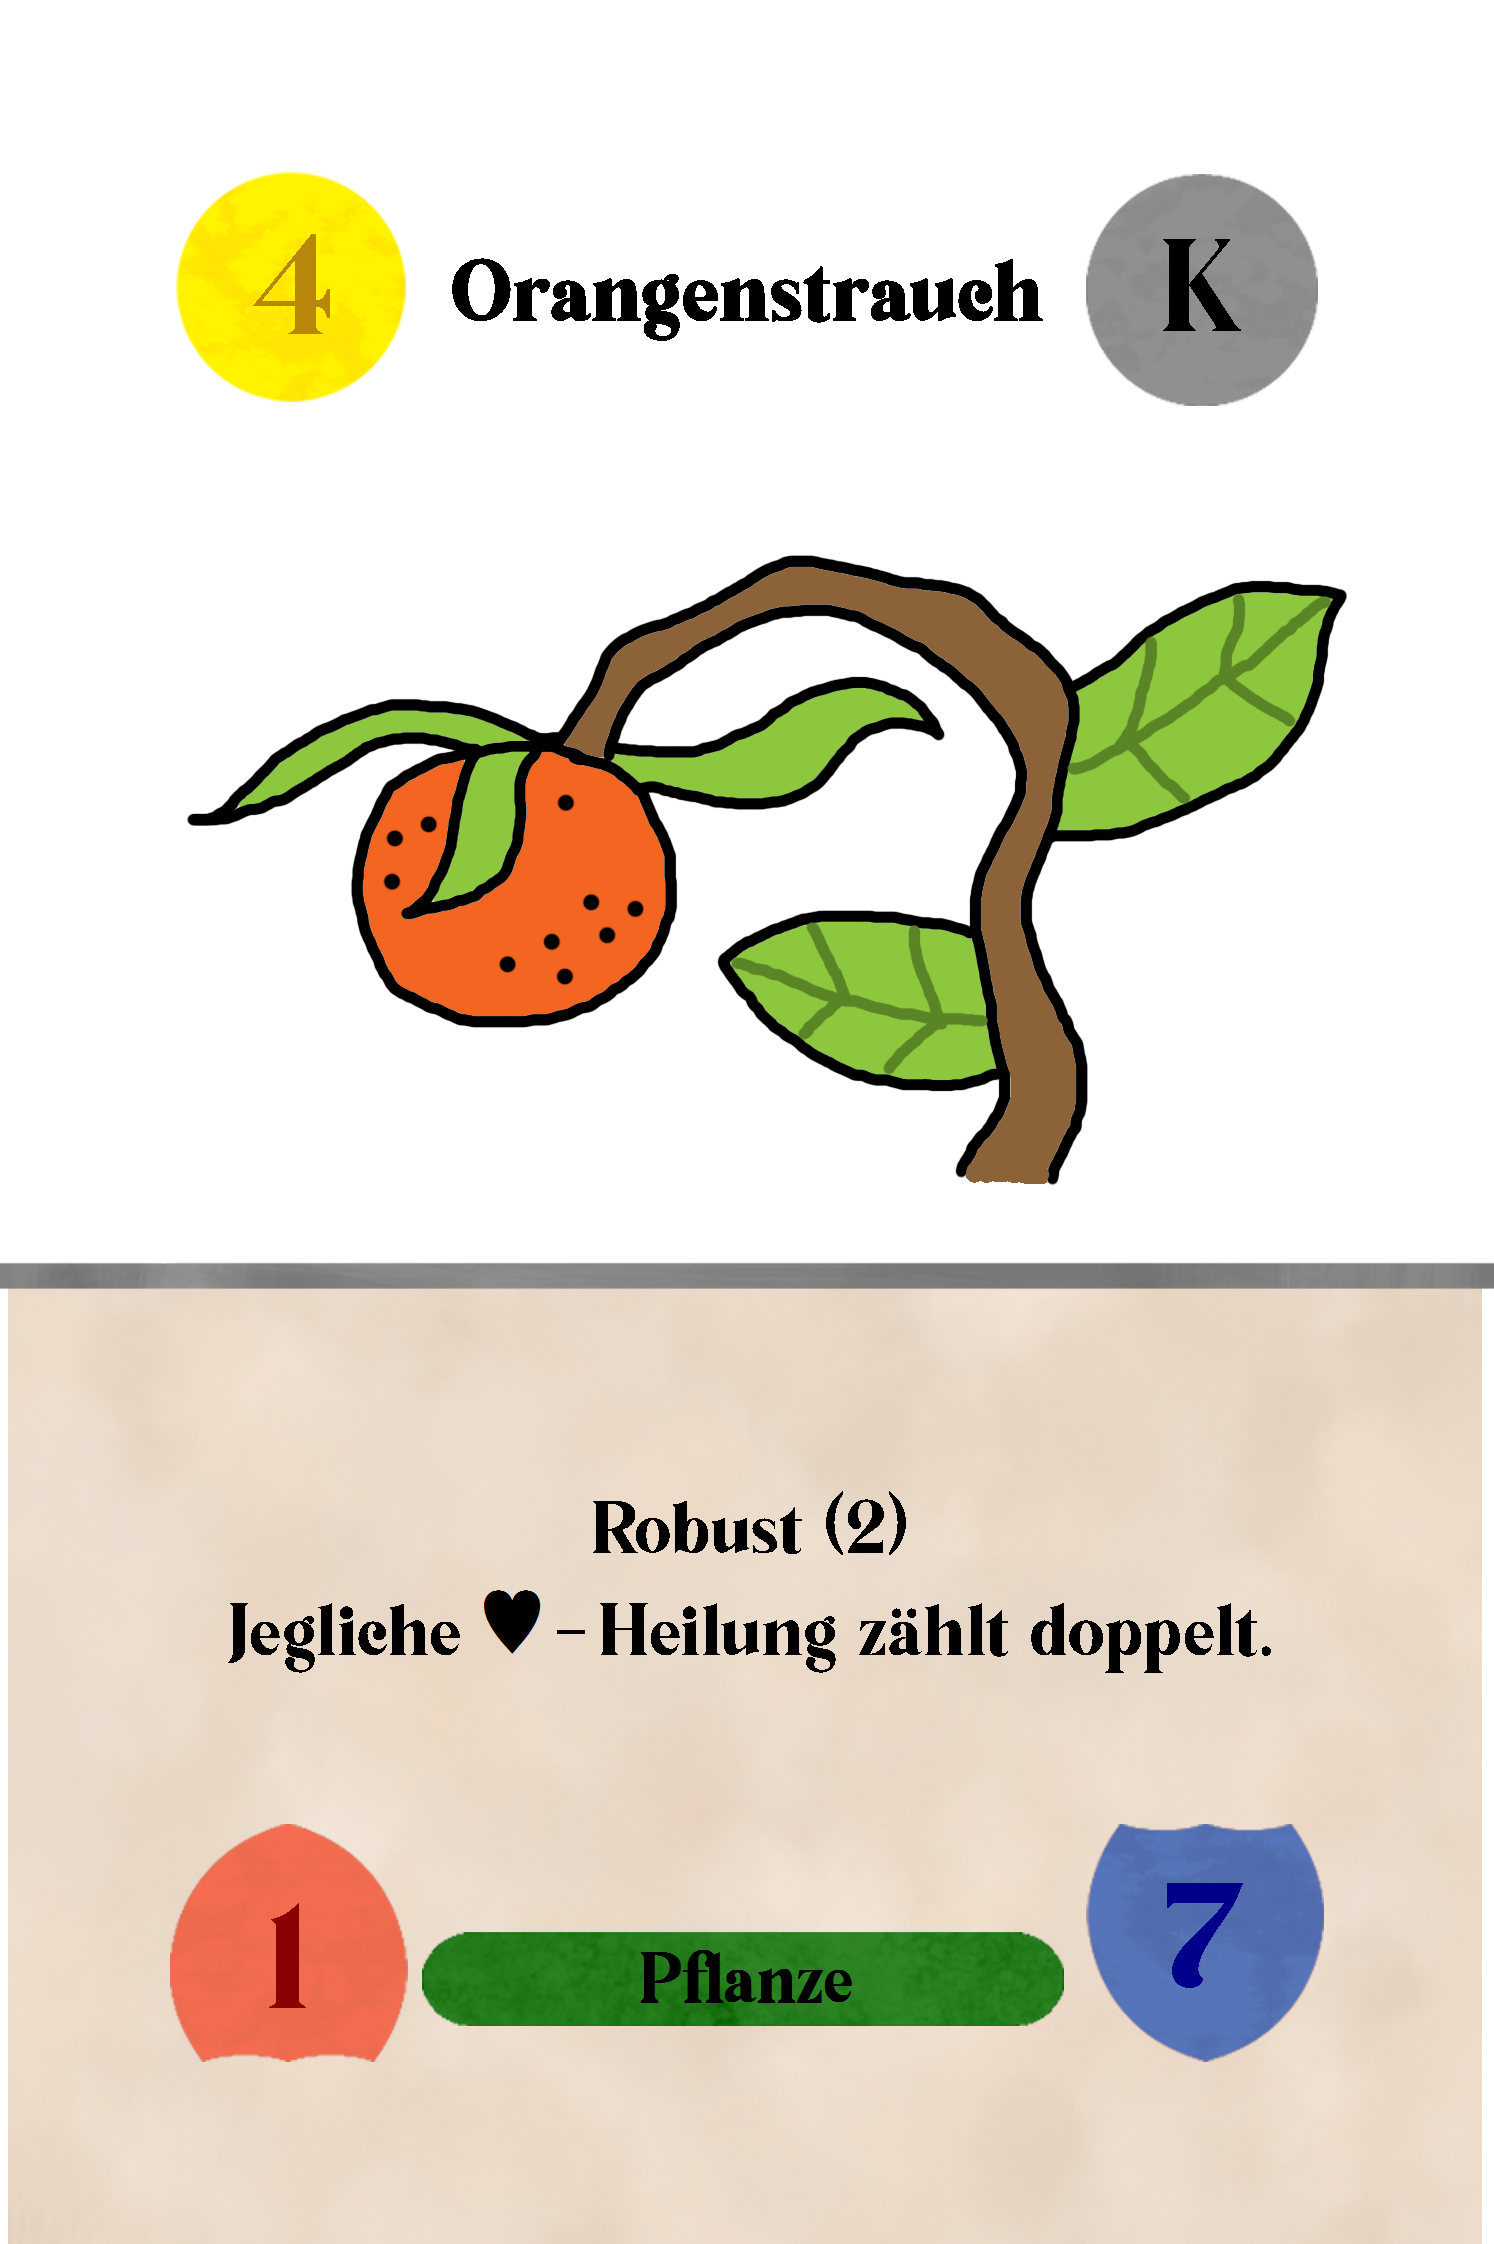 4 Orangenstrauch K
Robust (2)
Jegliche ♥ – Heilung zählt doppelt.
1 Pflanze 7